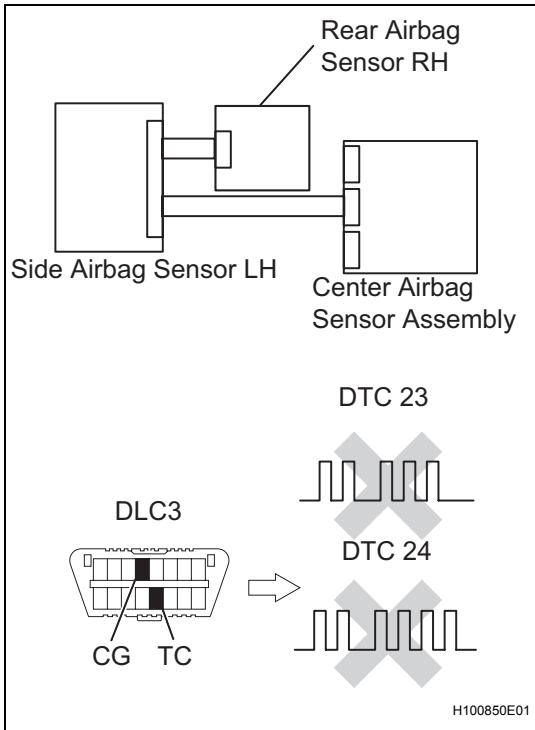 Rear Airbag
Sensor RH
Side Airbag Sensor LH
Center Airbag
Sensor Assembly
DTC 23
DLC3
DTC 24
CG TC
H100850E01